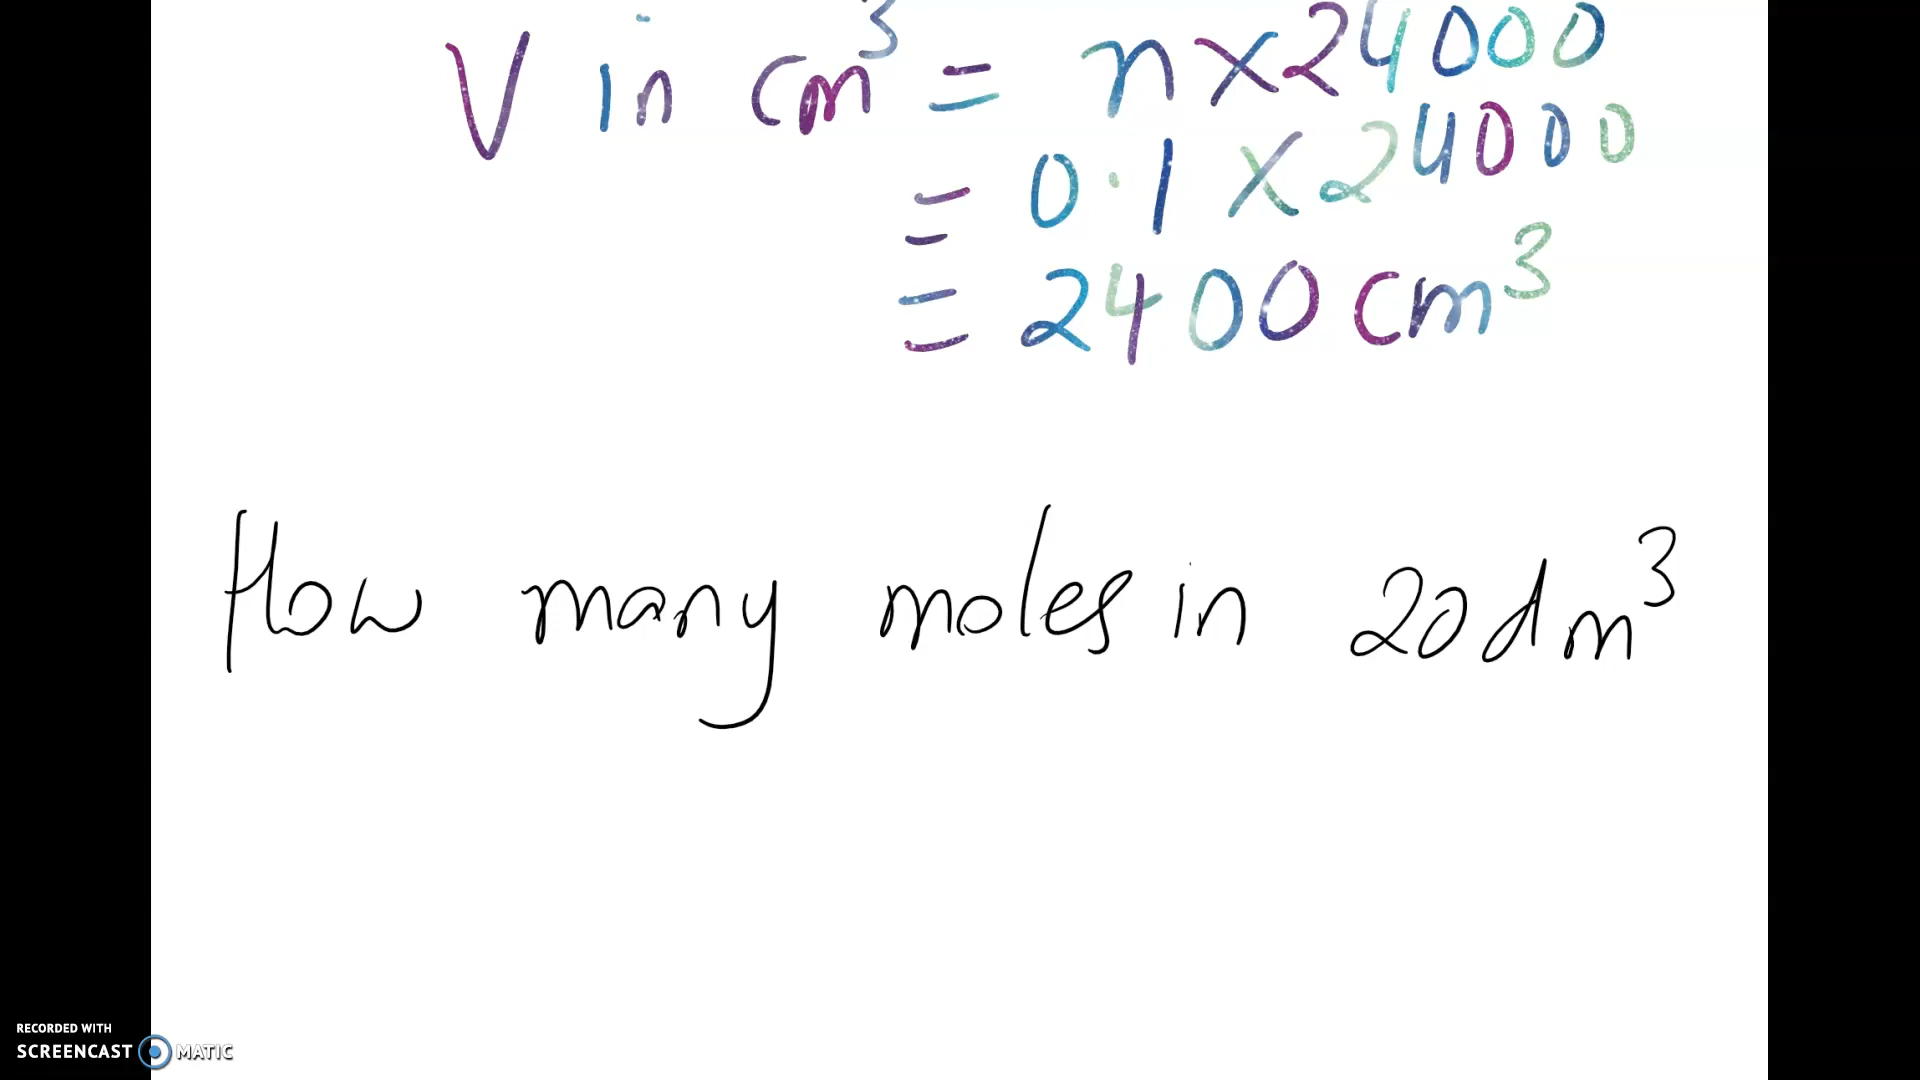 V in cm³ = n × 24000
= 0.1 × 24000
= 2400 cm³
How many moles in 20dm³
RECORDED WITH
SCREENCAST MATIC